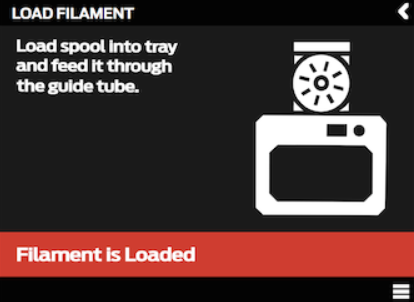 LOAD FILAMENT
Load spool into tray
and feed it through
the guide tube.
Filament is Loaded